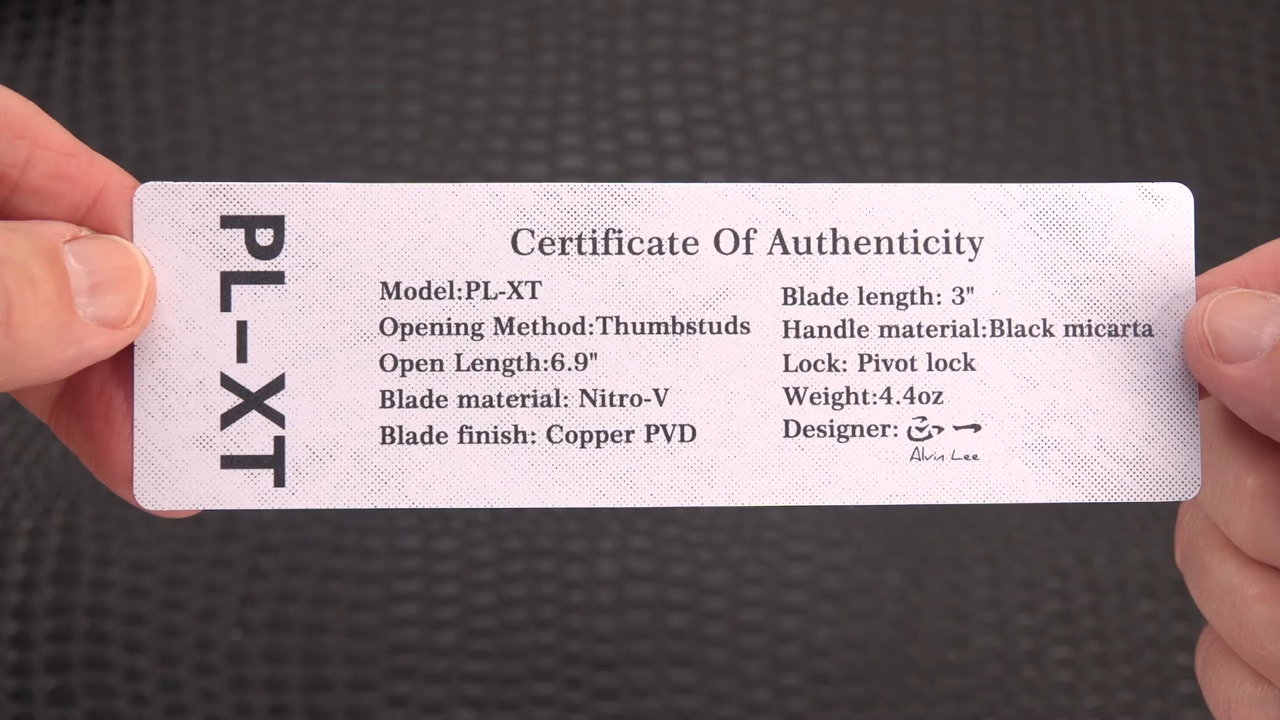 PL-XT
Certificate Of Authenticity
Model:PL-XT
Opening Method:Thumbstuds
Open Length:6.9"
Blade material: Nitro-V
Blade finish: Copper PVD
Blade length: 3"
Handle material:Black micarta
Lock: Pivot lock
Weight:4.4oz
Designer:
Alvin Lee